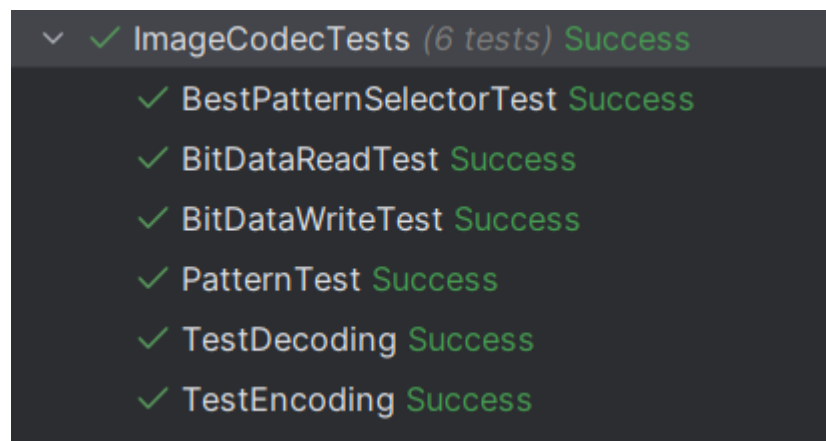 ImageCodecTests (6 tests) Success
BestPatternSelectorTest Success
BitDataReadTest Success
BitDataWriteTest Success
PatternTest Success
TestDecoding Success
TestEncoding Success